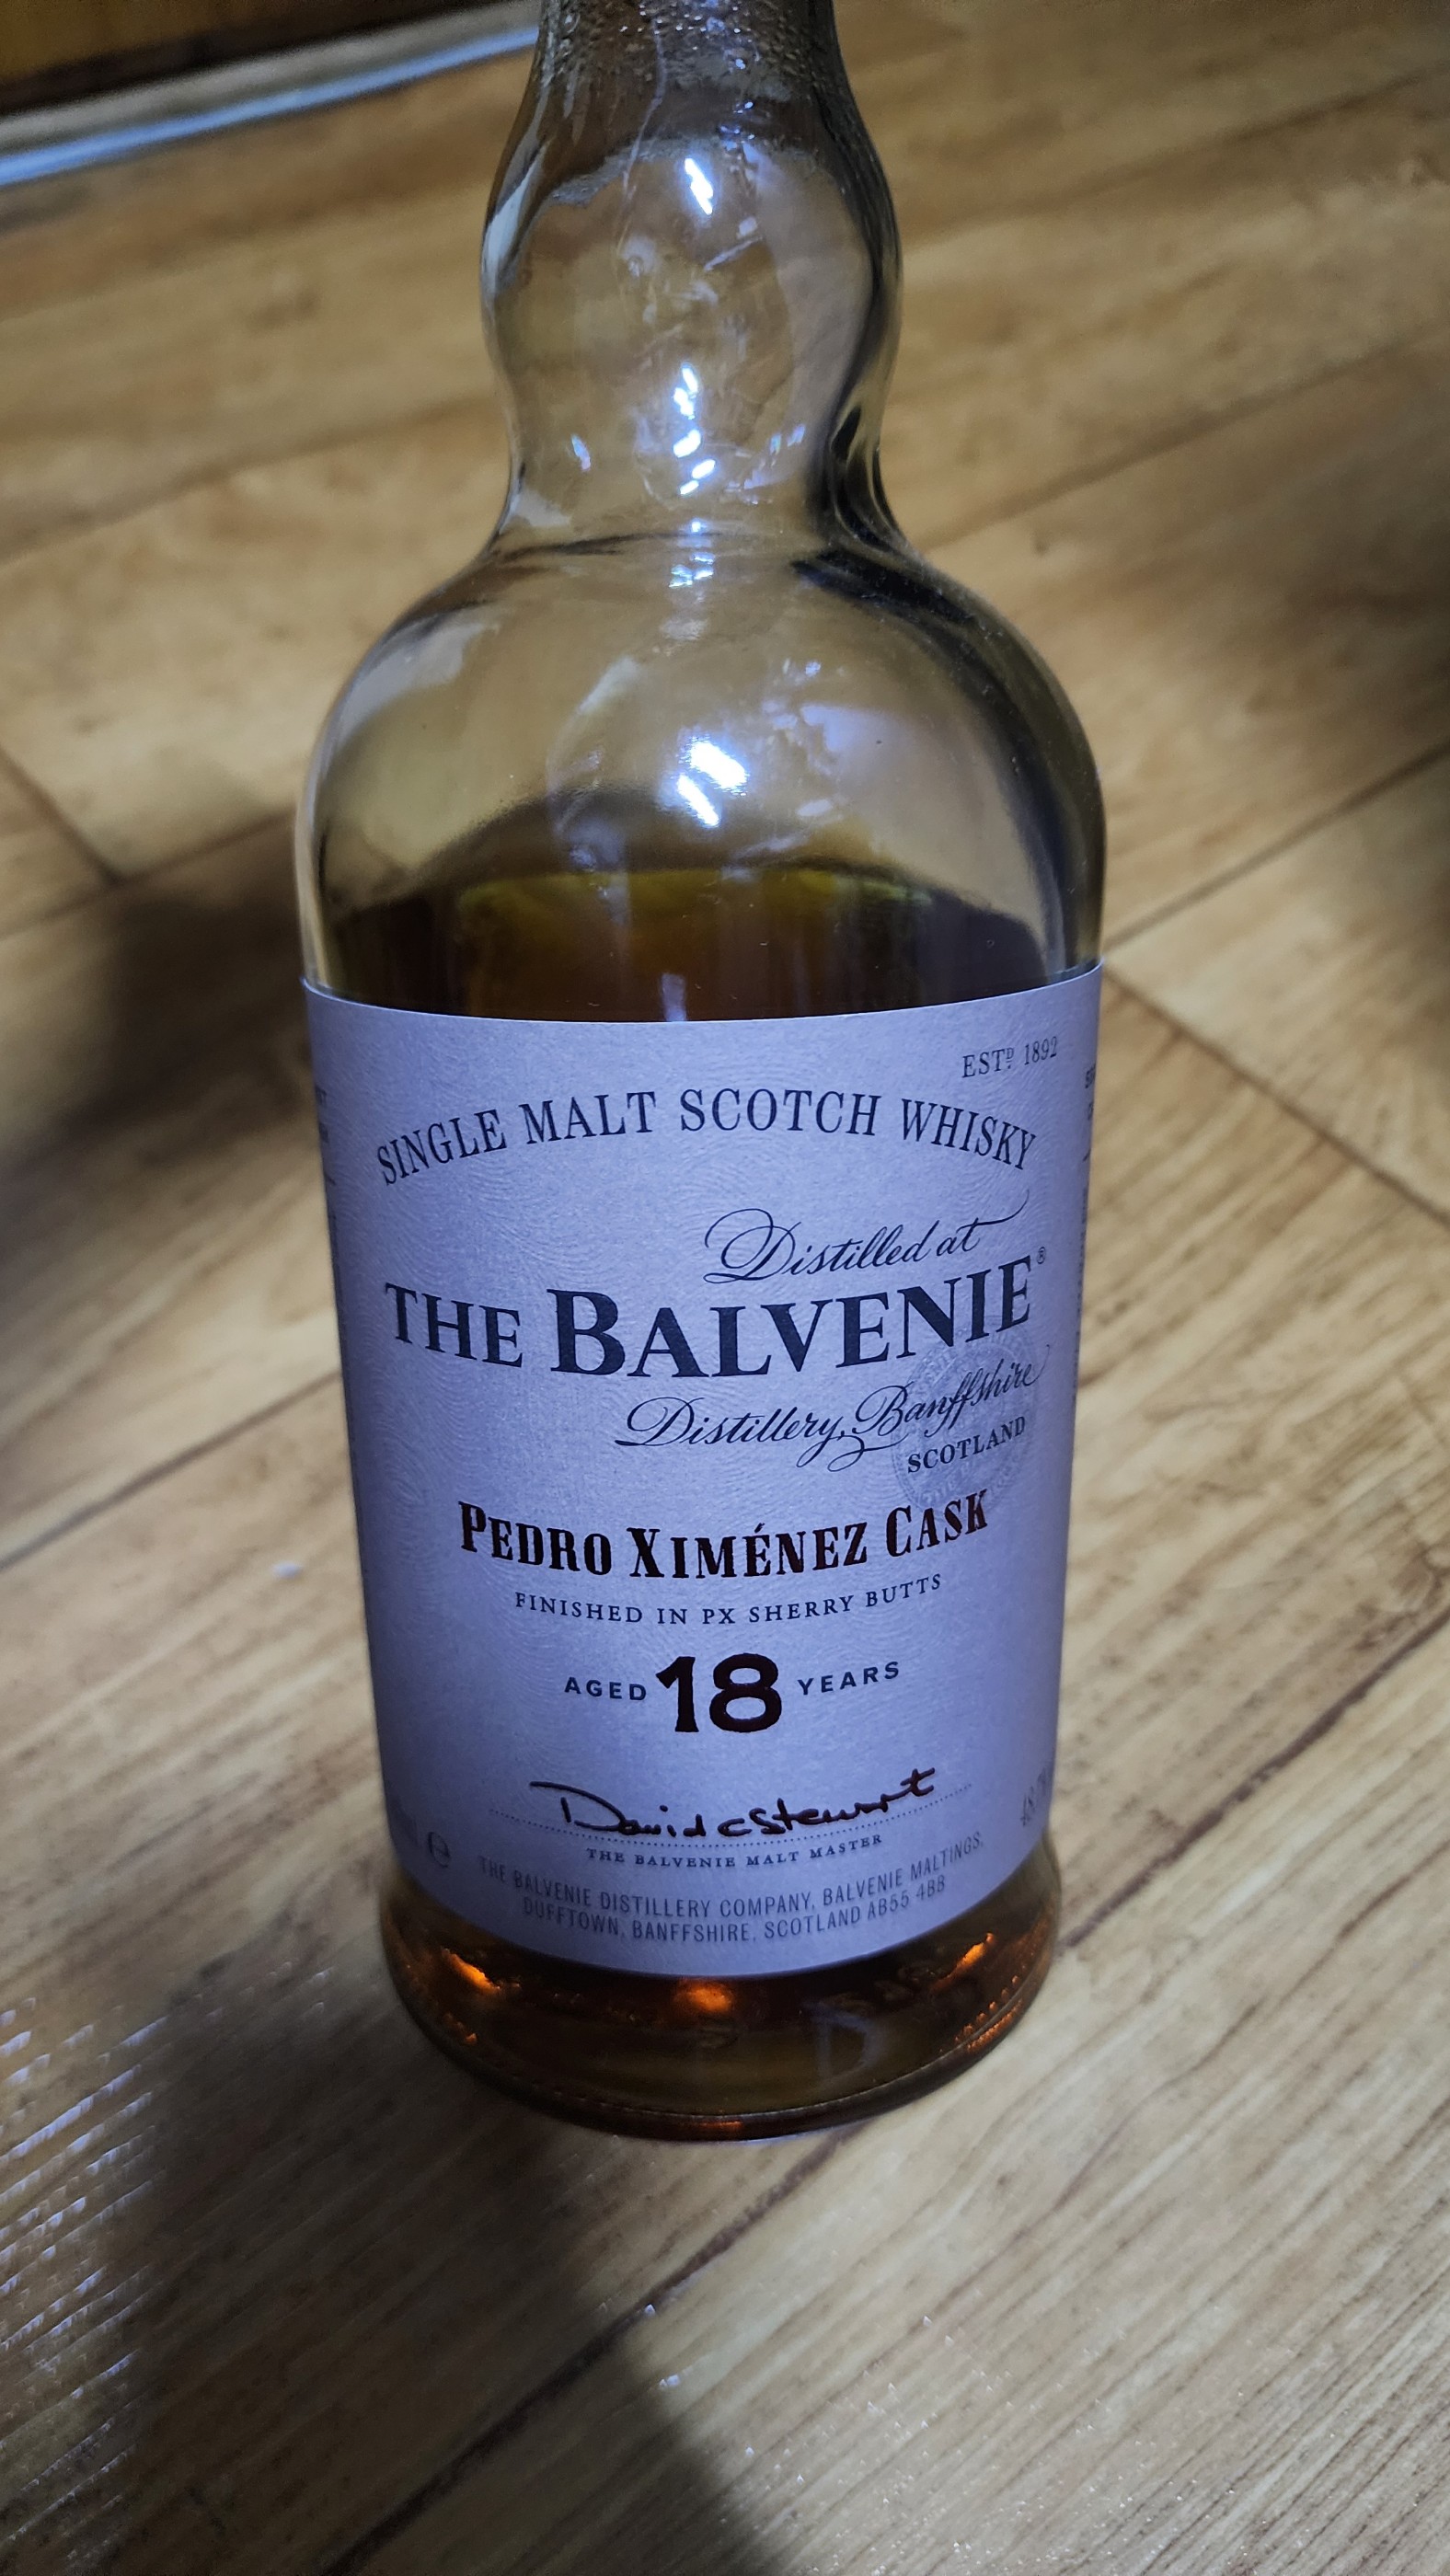 ESTD 1892
SINGLE MALT SCOTCH WHISKY
Distilled at
THE BALVENIE®
Distillery, Banffshire
SCOTLAND
PEDRO XIMÉNEZ CASK
FINISHED IN PX SHERRY BUTTS
AGED 18 YEARS
David C Stewart
THE BALVENIE MALT MASTER
THE BALVENIE DISTILLERY COMPANY, BALVENIE MALTINGS,
DUFFTOWN, BANFFSHIRE, SCOTLAND AB55 4BB